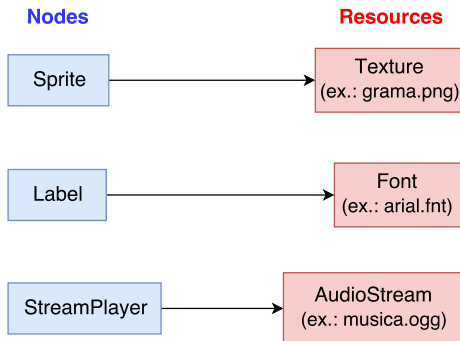 Nodes
Resources
Sprite
Texture
(ex.: grama.png)
Label
Font
(ex.: arial.fnt)
StreamPlayer
AudioStream
(ex.: musica.ogg)